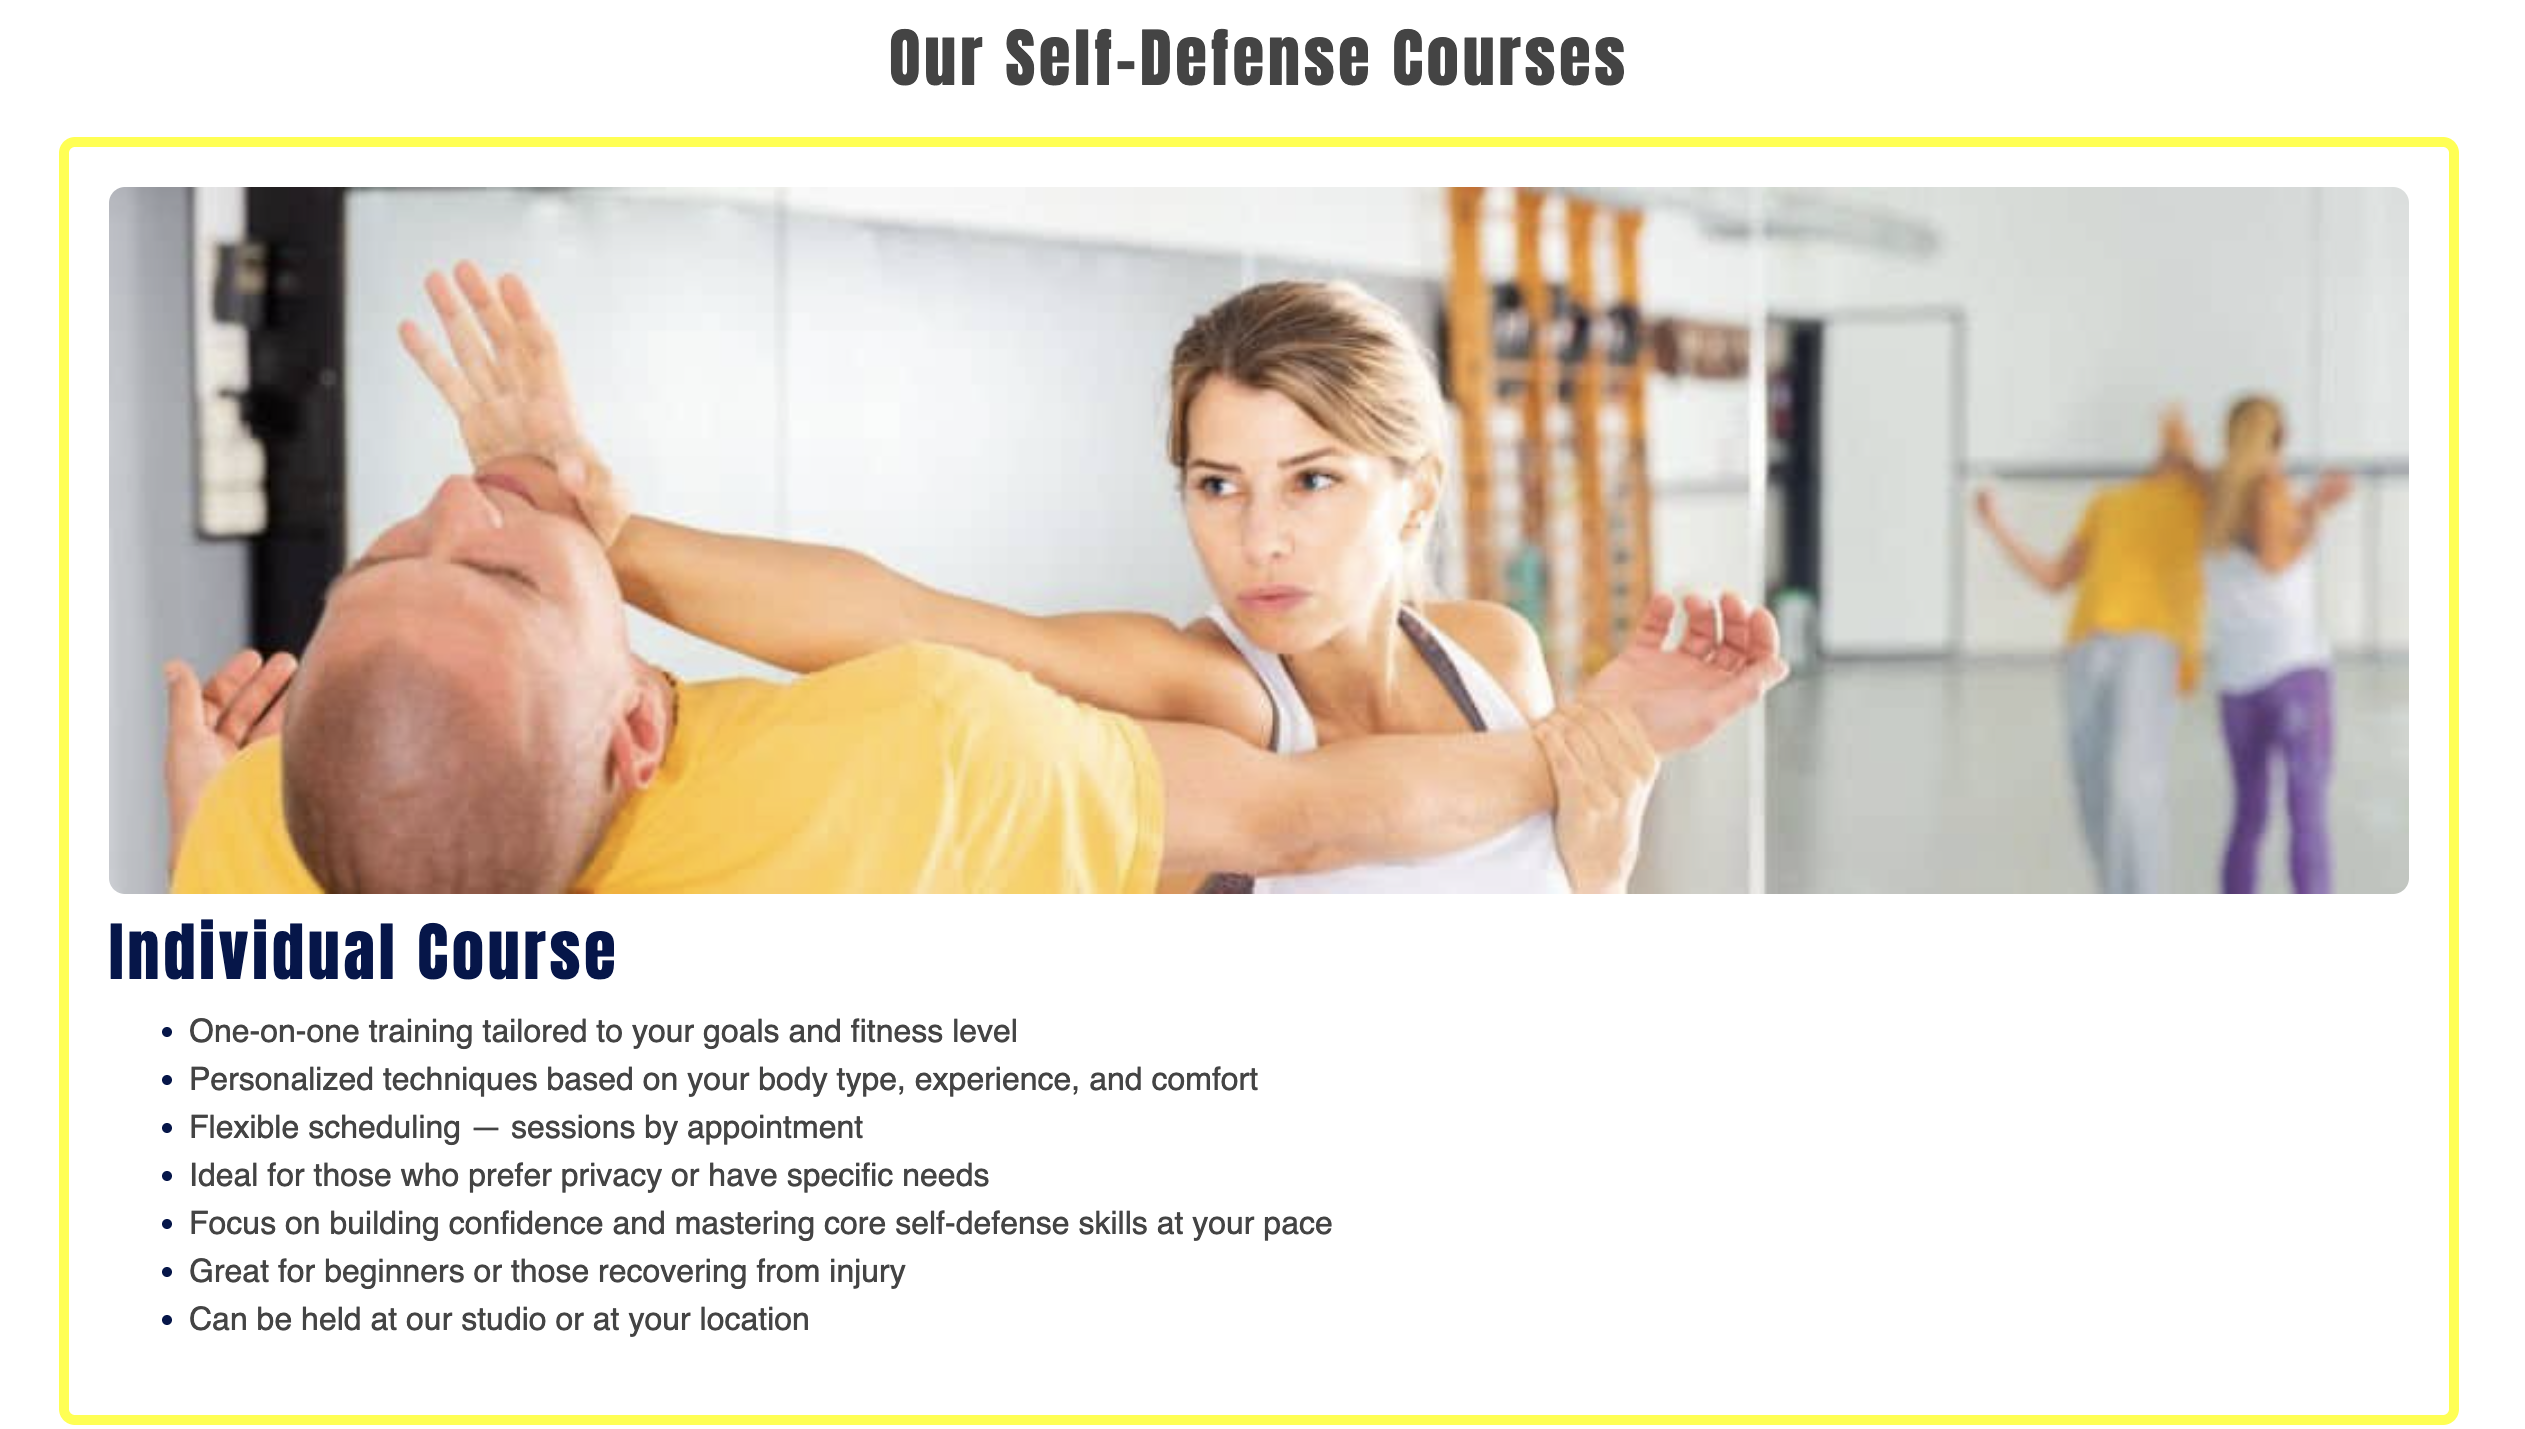 Our Self-Defense Courses
Individual Course
One-on-one training tailored to your goals and fitness level
Personalized techniques based on your body type, experience, and comfort
Flexible scheduling — sessions by appointment
Ideal for those who prefer privacy or have specific needs
Focus on building confidence and mastering core self-defense skills at your pace
Great for beginners or those recovering from injury
Can be held at our studio or at your location